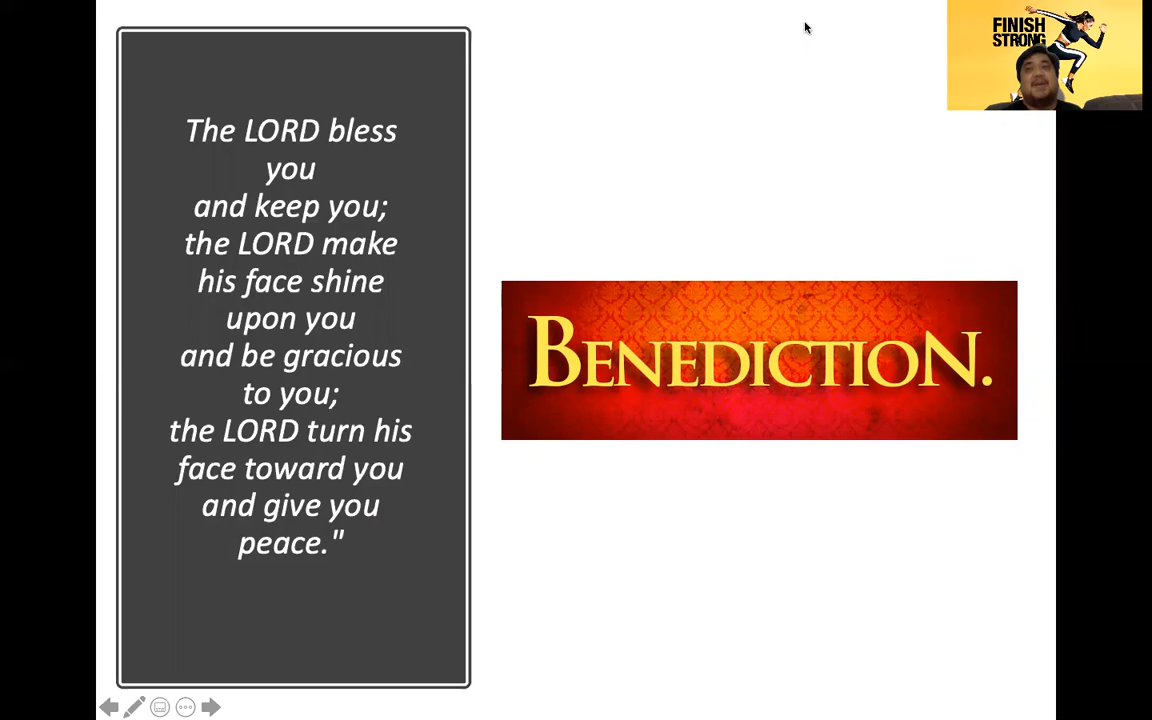 The LORD bless
you
and keep you;
the LORD make
his face shine
upon you
and be gracious
to you;
the LORD turn his
face toward you
and give you
peace."
BENEDICTION.
FINISH
STRONG